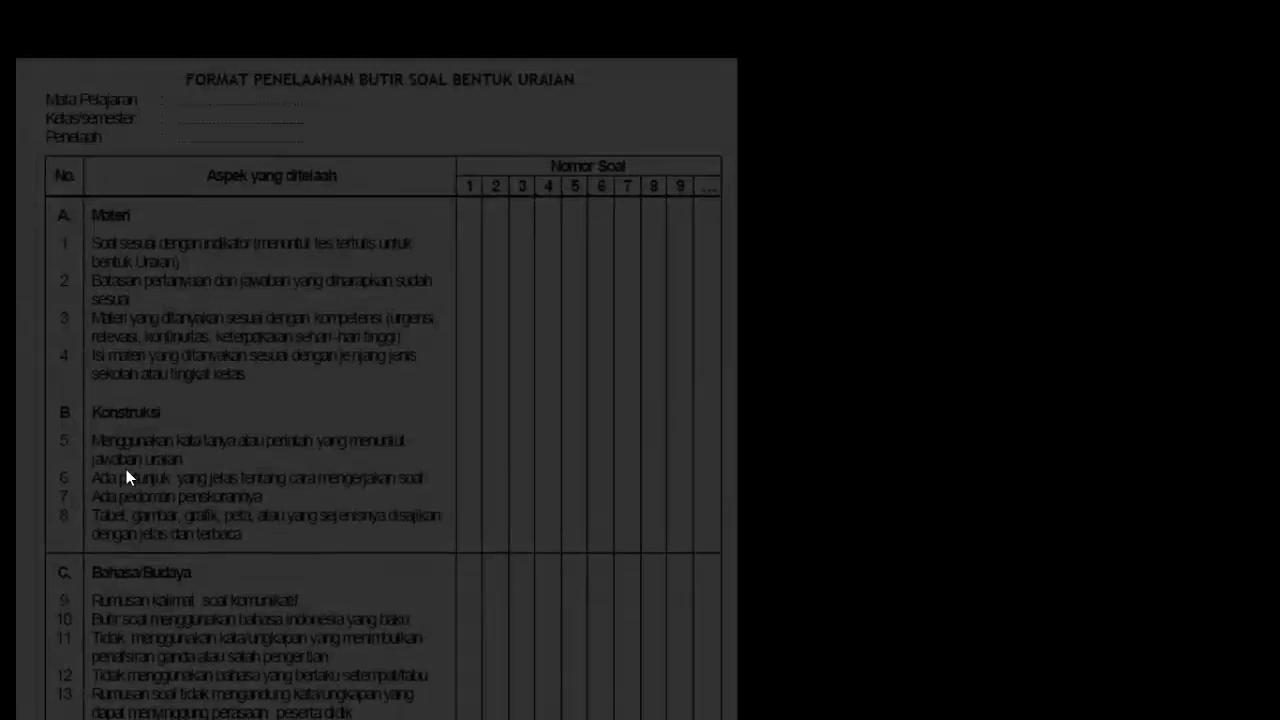 FORMAT PENELAAHAN BUTIR SOAL BENTUK URAIAN
Mata Pelajaran : ................................
Kelas/semester : ................................
Penelaah : ................................
No. Aspek yang ditelaah Nomor Soal
1 2 3 4 5 6 7 8 9 ...
A. Materi
1 Soal sesuai dengan indikator (menuntut tes tertulis untuk
bentuk Uraian)
2 Batasan pertanyaan dan jawaban yang diharapkan sudah
sesuai
3 Materi yang ditanyakan sesuai dengan kompetensi (urgensi,
relevasi, kontinuitas, keterpakaian sehari-hari tinggi)
4 Isi materi yang ditanyakan sesuai dengan jenjang jenis
sekolah atau tingkat kelas
B Konstruksi
5 Menggunakan kata tanya atau perintah yang menuntut
jawaban uraian
6 Ada petunjuk yang jelas tentang cara mengerjakan soal
7 Ada pedoman penskorannya
8 Tabel, gambar, grafik, peta, atau yang sejenisnya disajikan
dengan jelas dan terbaca
C. Bahasa/Budaya
9 Rumusan kalimat soal komunikatif
10 Butir soal menggunakan bahasa Indonesia yang baku
11 Tidak menggunakan kata/ungkapan yang menimbulkan
penafsiran ganda atau salah pengertian
12 Tidak menggunakan bahasa yang berlaku setempat/tabu
13 Rumusan soal tidak mengandung kata/ungkapan yang
dapat menyinggung perasaan peserta didik